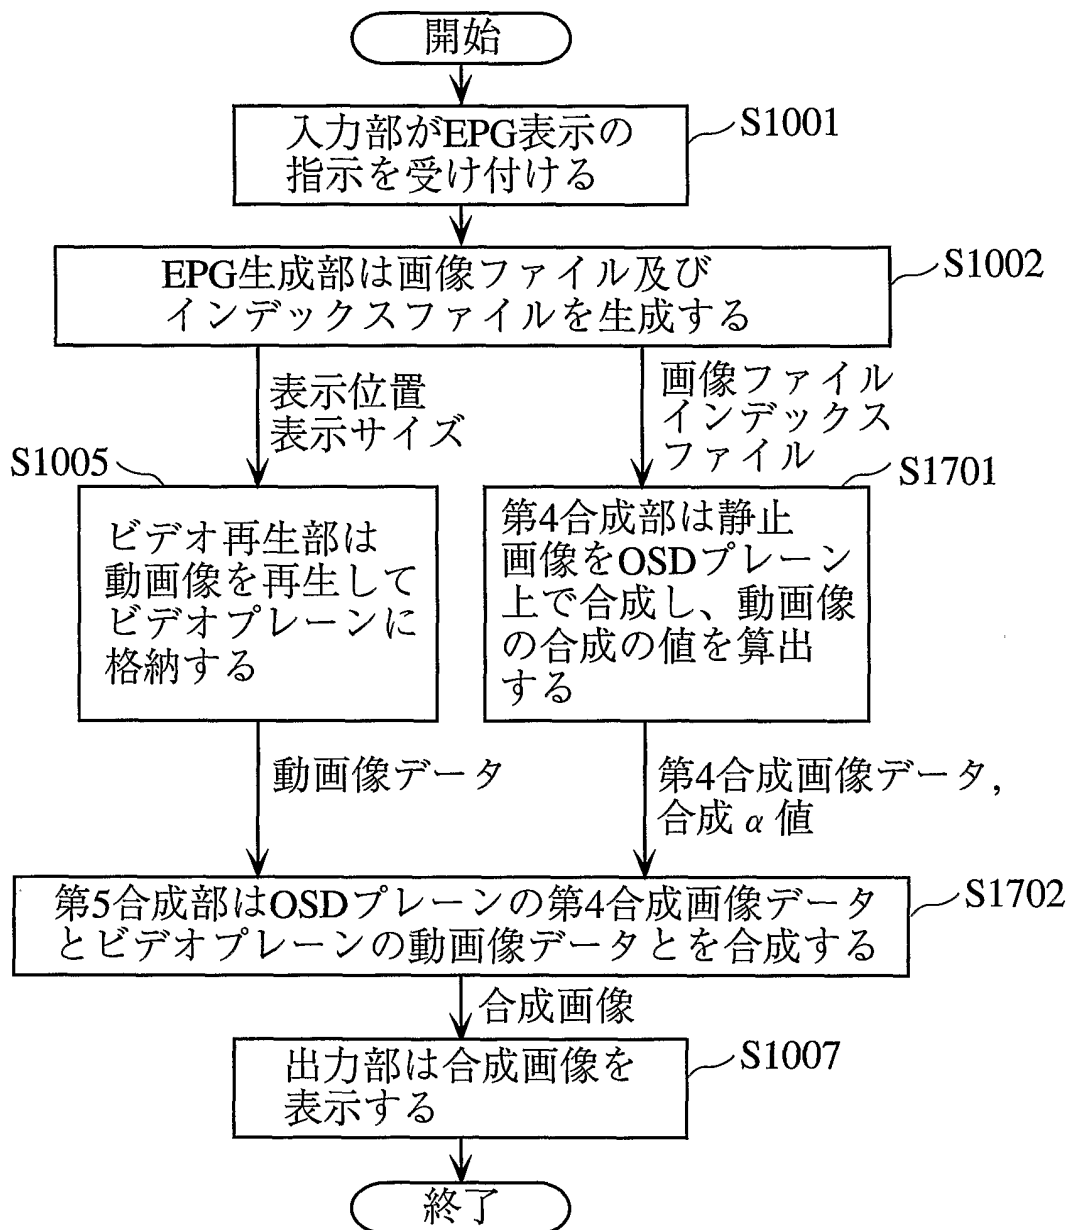 開始
S1001
入力部がEPG表示の
指示を受け付ける
S1002
EPG生成部は画像ファイル及び
インデックスファイルを生成する
表示位置
表示サイズ
画像ファイル
インデックス
ファイル
S1005
ビデオ再生部は
動画像を再生して
ビデオプレーンに
格納する
S1701
第4合成部は静止
画像をOSDプレーン
上で合成し、動画像
の合成の値を算出
する
動画像データ
第4合成画像データ,
合成α値
S1702
第5合成部はOSDプレーンの第4合成画像データ
とビデオプレーンの動画像データとを合成する
合成画像
S1007
出力部は合成画像を
表示する
終了